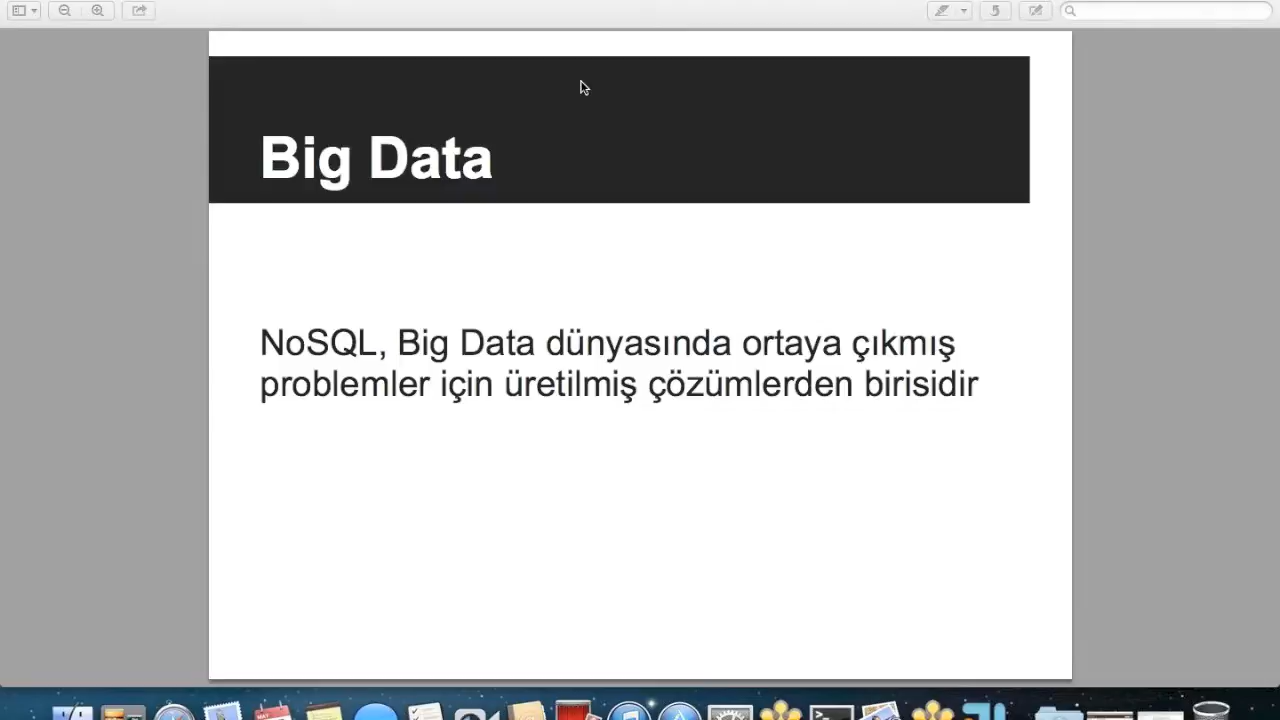 Big Data
NoSQL, Big Data dünyasında ortaya çıkmış
problemler için üretilmiş çözümlerden birisidir